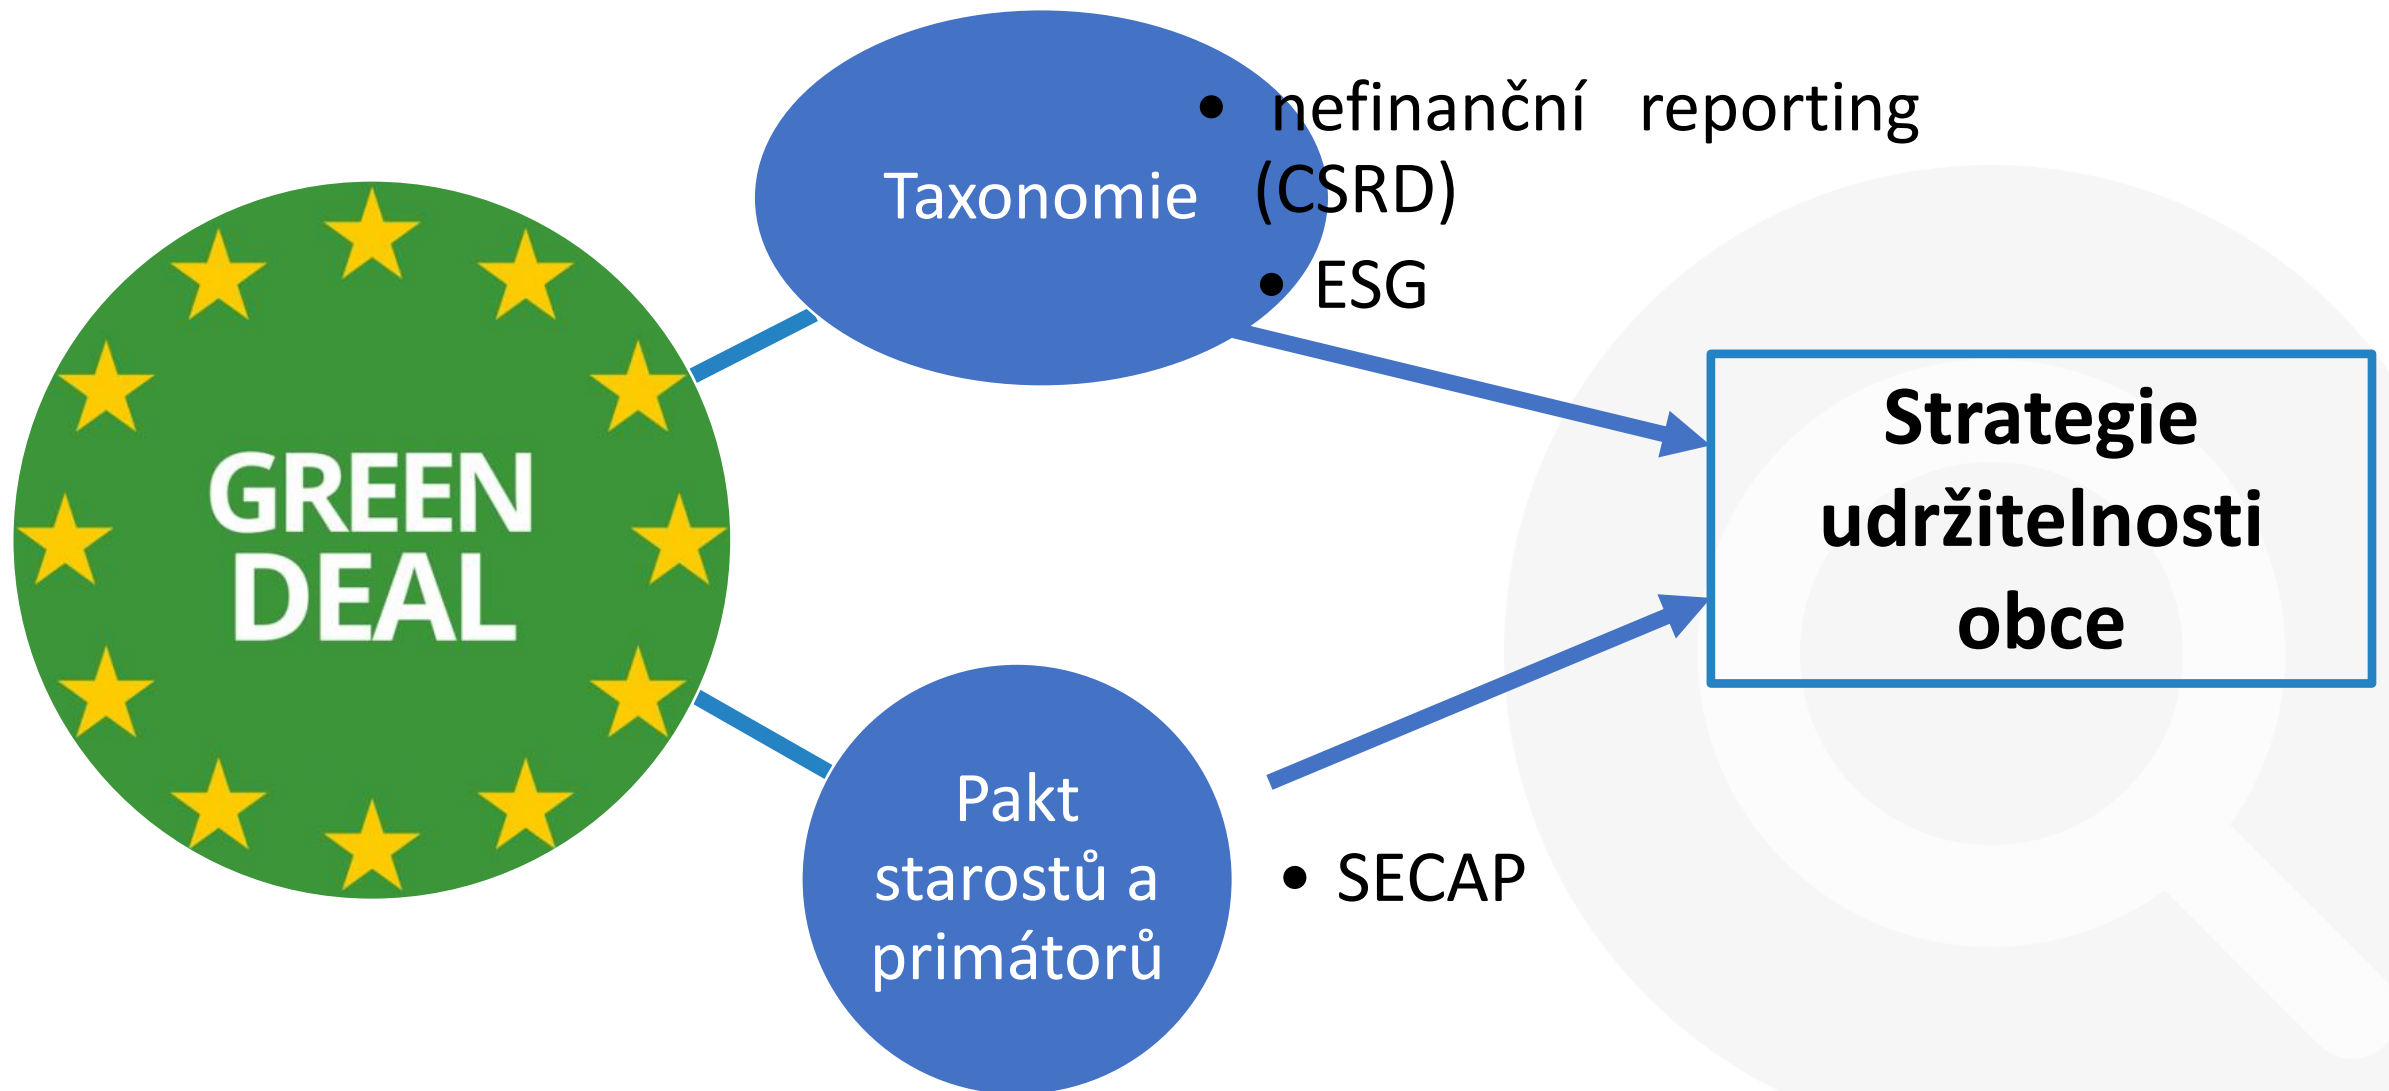 GREEN
DEAL
Taxonomie
• nefinanční reporting
(CSRD)
• ESG
Pakt
starostů a
primátorů
• SECAP
Strategie
udržitelnosti
obce